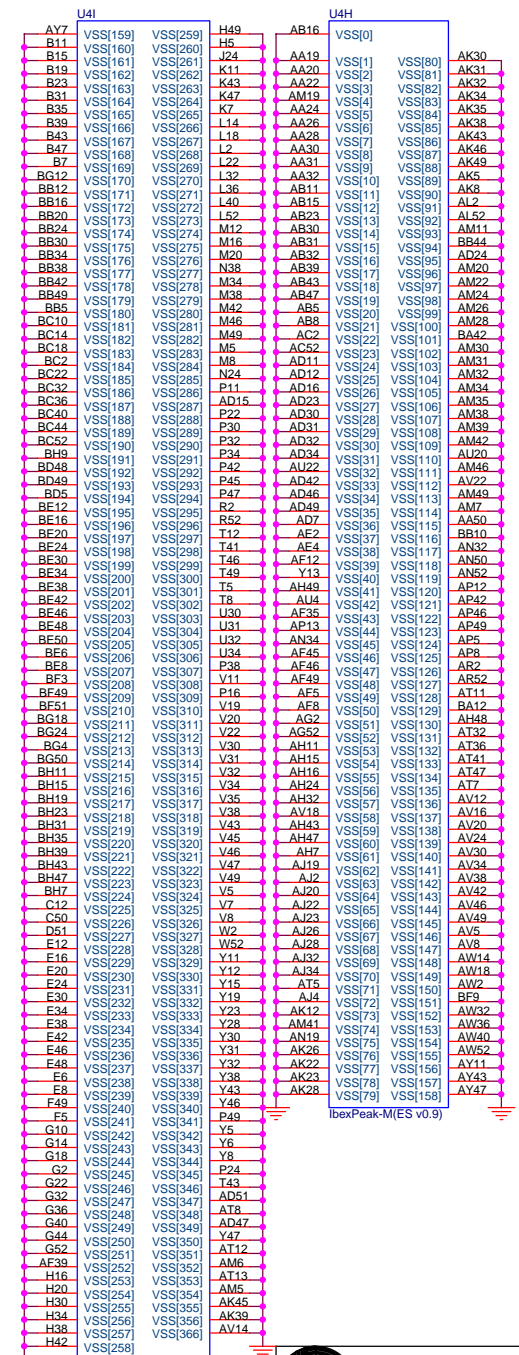 U4I
AY7 VSS[159] VSS[259] H49
B11 VSS[160] VSS[260] H5
B15 VSS[161] VSS[261] J24
B19 VSS[162] VSS[262] K11
B23 VSS[163] VSS[263] K43
B31 VSS[164] VSS[264] K47
B35 VSS[165] VSS[265] K7
B39 VSS[166] VSS[266] L14
B43 VSS[167] VSS[267] L18
B47 VSS[168] VSS[268] L2
B7 VSS[169] VSS[269] L22
BG12 VSS[170] VSS[270] L32
BB12 VSS[171] VSS[271] L36
BB16 VSS[172] VSS[272] L40
BB20 VSS[173] VSS[273] L52
BB24 VSS[174] VSS[274] M12
BB30 VSS[175] VSS[275] M16
BB34 VSS[176] VSS[276] M20
BB38 VSS[177] VSS[277] N38
BB42 VSS[178] VSS[278] M34
BB49 VSS[179] VSS[279] M38
BB5 VSS[180] VSS[280] M42
BC10 VSS[181] VSS[281] M46
BC14 VSS[182] VSS[282] M49
BC18 VSS[183] VSS[283] M5
BC2 VSS[184] VSS[284] M8
BC22 VSS[185] VSS[285] N24
BC32 VSS[186] VSS[286] P11
BC36 VSS[187] VSS[287] AD15
BC40 VSS[188] VSS[288] P22
BC44 VSS[189] VSS[289] P30
BC52 VSS[190] VSS[290] P32
BH9 VSS[191] VSS[291] P34
BD48 VSS[192] VSS[292] P42
BD49 VSS[193] VSS[293] P45
BD5 VSS[194] VSS[294] P47
BE12 VSS[195] VSS[295] R2
BE16 VSS[196] VSS[296] R52
BE20 VSS[197] VSS[297] T12
BE24 VSS[198] VSS[298] T41
BE30 VSS[199] VSS[299] T46
BE34 VSS[200] VSS[300] T49
BE38 VSS[201] VSS[301] T5
BE42 VSS[202] VSS[302] T8
BE46 VSS[203] VSS[303] U30
BE48 VSS[204] VSS[304] U31
BE50 VSS[205] VSS[305] U32
BE6 VSS[206] VSS[306] U34
BE8 VSS[207] VSS[307] P38
BF3 VSS[208] VSS[308] V11
BF49 VSS[209] VSS[309] P16
BF51 VSS[210] VSS[310] V19
BG18 VSS[211] VSS[311] V20
BG24 VSS[212] VSS[312] V22
BG4 VSS[213] VSS[313] V30
BG50 VSS[214] VSS[314] V31
BH11 VSS[215] VSS[315] V32
BH15 VSS[216] VSS[316] V34
BH19 VSS[217] VSS[317] V35
BH23 VSS[218] VSS[318] V38
BH31 VSS[219] VSS[319] V43
BH35 VSS[220] VSS[320] V45
BH39 VSS[221] VSS[321] V46
BH43 VSS[222] VSS[322] V47
BH47 VSS[223] VSS[323] V49
BH7 VSS[224] VSS[324] V5
C12 VSS[225] VSS[325] V7
C50 VSS[226] VSS[326] V8
D51 VSS[227] VSS[327] W2
E12 VSS[228] VSS[328] W52
E16 VSS[229] VSS[329] Y11
E20 VSS[230] VSS[330] Y12
E24 VSS[231] VSS[331] Y15
E30 VSS[232] VSS[332] Y19
E34 VSS[233] VSS[333] Y23
E38 VSS[234] VSS[334] Y28
E42 VSS[235] VSS[335] Y30
E46 VSS[236] VSS[336] Y31
E48 VSS[237] VSS[337] Y32
E6 VSS[238] VSS[338] Y38
E8 VSS[239] VSS[339] Y43
F49 VSS[240] VSS[340] Y46
F5 VSS[241] VSS[341] P49
G10 VSS[242] VSS[342] Y5
G14 VSS[243] VSS[343] Y6
G18 VSS[244] VSS[344] Y8
G2 VSS[245] VSS[345] P24
G22 VSS[246] VSS[346] T43
G32 VSS[247] VSS[347] AD51
G36 VSS[248] VSS[348] AT8
G40 VSS[249] VSS[349] AD47
G44 VSS[250] VSS[350] Y47
G52 VSS[251] VSS[351] AT12
AF39 VSS[252] VSS[352] AM6
H16 VSS[253] VSS[353] AT13
H20 VSS[254] VSS[354] AM5
H30 VSS[255] VSS[355] AK45
H34 VSS[256] VSS[356] AK39
H38 VSS[257] VSS[366] AV14
H42 VSS[258]
U4H
AB16 VSS[0]
AA19 VSS[1] VSS[80] AK30
AA20 VSS[2] VSS[81] AK31
AA22 VSS[3] VSS[82] AK32
AM19 VSS[4] VSS[83] AK34
AA24 VSS[5] VSS[84] AK35
AA26 VSS[6] VSS[85] AK38
AA28 VSS[7] VSS[86] AK43
AA30 VSS[8] VSS[87] AK46
AA31 VSS[9] VSS[88] AK49
AA32 VSS[10] VSS[89] AK5
AB11 VSS[11] VSS[90] AK8
AB15 VSS[12] VSS[91] AL2
AB23 VSS[13] VSS[92] AL52
AB30 VSS[14] VSS[93] AM11
AB31 VSS[15] VSS[94] BB44
AB32 VSS[16] VSS[95] AD24
AB39 VSS[17] VSS[96] AM20
AB43 VSS[18] VSS[97] AM22
AB47 VSS[19] VSS[98] AM24
AB5 VSS[20] VSS[99] AM26
AB8 VSS[21] VSS[100] AM28
AC2 VSS[22] VSS[101] BA42
AC52 VSS[23] VSS[102] AM30
AD11 VSS[24] VSS[103] AM31
AD12 VSS[25] VSS[104] AM32
AD16 VSS[26] VSS[105] AM34
AD23 VSS[27] VSS[106] AM35
AD30 VSS[28] VSS[107] AM38
AD31 VSS[29] VSS[108] AM39
AD32 VSS[30] VSS[109] AM42
AD34 VSS[31] VSS[110] AU20
AU22 VSS[32] VSS[111] AM46
AD42 VSS[33] VSS[112] AV22
AD46 VSS[34] VSS[113] AM49
AD49 VSS[35] VSS[114] AM7
AD7 VSS[36] VSS[115] AA50
AE2 VSS[37] VSS[116] BB10
AE4 VSS[38] VSS[117] AN32
AF12 VSS[39] VSS[118] AN50
Y13 VSS[40] VSS[119] AN52
AH49 VSS[41] VSS[120] AP12
AU4 VSS[42] VSS[121] AP42
AF35 VSS[43] VSS[122] AP46
AP13 VSS[44] VSS[123] AP49
AN34 VSS[45] VSS[124] AP5
AF45 VSS[46] VSS[125] AP8
AF46 VSS[47] VSS[126] AR2
AF49 VSS[48] VSS[127] AR52
AF5 VSS[49] VSS[128] AT11
AF8 VSS[50] VSS[129] BA12
AG2 VSS[51] VSS[130] AH48
AG52 VSS[52] VSS[131] AT32
AH11 VSS[53] VSS[132] AT36
AH15 VSS[54] VSS[133] AT41
AH16 VSS[55] VSS[134] AT47
AH24 VSS[56] VSS[135] AT7
AH32 VSS[57] VSS[136] AV12
AV18 VSS[58] VSS[137] AV16
AH43 VSS[59] VSS[138] AV20
AH47 VSS[60] VSS[139] AV24
AH7 VSS[61] VSS[140] AV30
AJ19 VSS[62] VSS[141] AV34
AJ2 VSS[63] VSS[142] AV38
AJ20 VSS[64] VSS[143] AV42
AJ22 VSS[65] VSS[144] AV46
AJ23 VSS[66] VSS[145] AV49
AJ26 VSS[67] VSS[146] AV5
AJ28 VSS[68] VSS[147] AV8
AJ32 VSS[69] VSS[148] AW14
AJ34 VSS[70] VSS[149] AW18
AT5 VSS[71] VSS[150] AW2
AJ4 VSS[72] VSS[151] BF9
AK12 VSS[73] VSS[152] AW32
AM41 VSS[74] VSS[153] AW36
AN19 VSS[75] VSS[154] AW40
AK26 VSS[76] VSS[155] AW52
AK22 VSS[77] VSS[156] AY11
AK23 VSS[78] VSS[157] AY43
AK28 VSS[79] VSS[158] AY47
IbexPeak-M(ES v0.9)